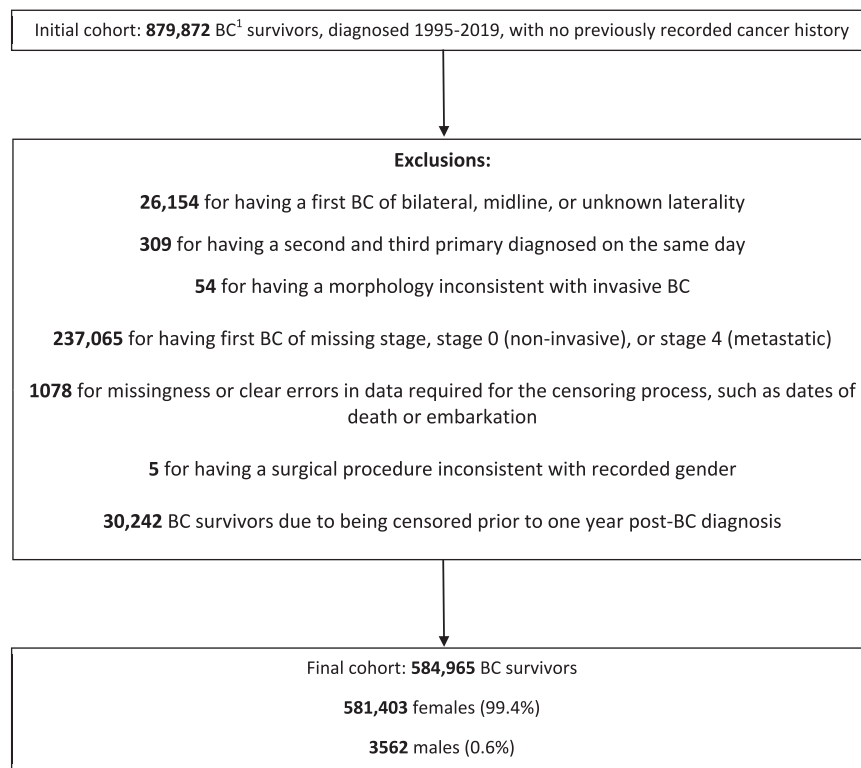 Initial cohort: 879,872 BC¹ survivors, diagnosed 1995-2019, with no previously recorded cancer history
Exclusions:
26,154 for having a first BC of bilateral, midline, or unknown laterality
309 for having a second and third primary diagnosed on the same day
54 for having a morphology inconsistent with invasive BC
237,065 for having first BC of missing stage, stage 0 (non-invasive), or stage 4 (metastatic)
1078 for missingness or clear errors in data required for the censoring process, such as dates of
death or embarkation
5 for having a surgical procedure inconsistent with recorded gender
30,242 BC survivors due to being censored prior to one year post-BC diagnosis
Final cohort: 584,965 BC survivors
581,403 females (99.4%)
3562 males (0.6%)